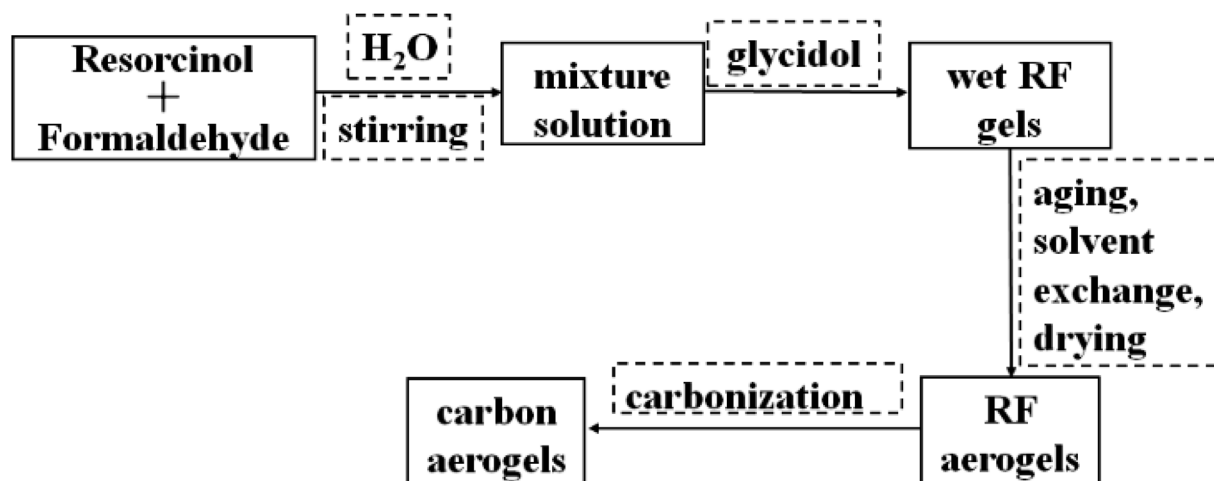 Resorcinol
+
Formaldehyde
H₂O
stirring
mixture
solution
glycidol
wet RF
gels
aging,
solvent
exchange,
drying
RF
aerogels
carbonization
carbon
aerogels